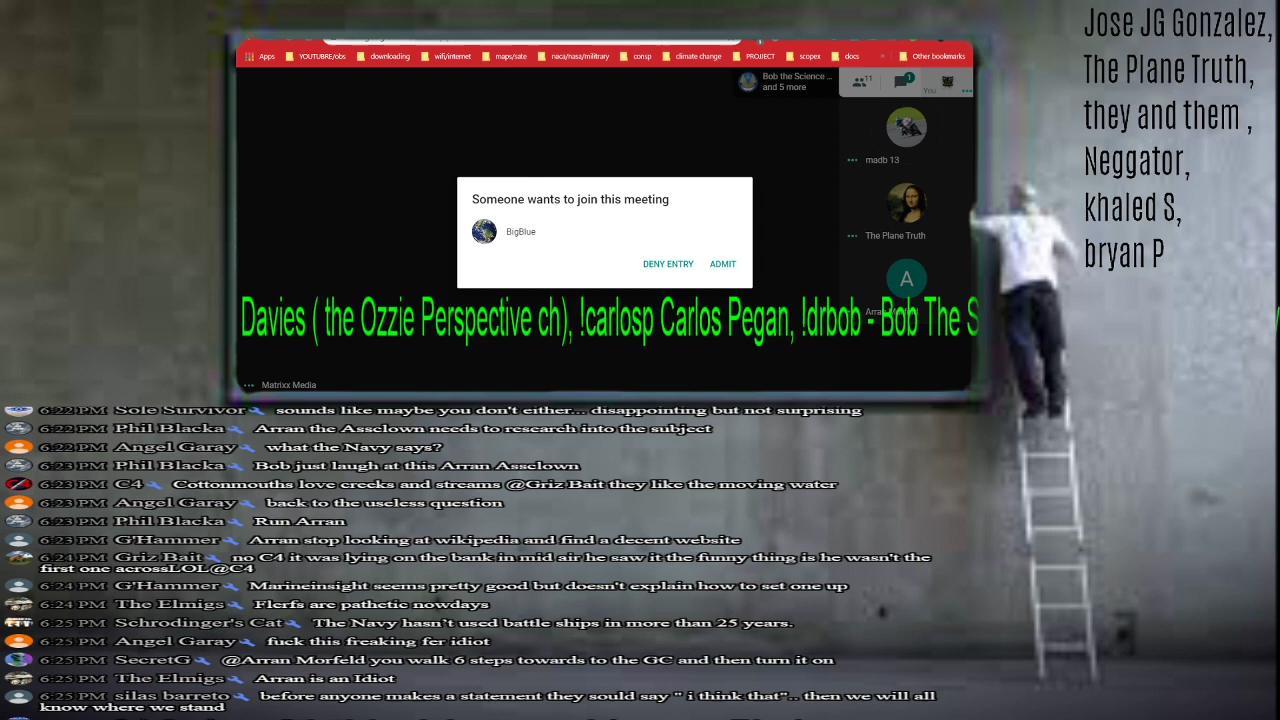 Jose JG Gonzalez,
The Plane Truth,
they and them ,
Neggator,
khaled S,
bryan P
Apps YOUTUBRE/obs downloading wifi/internet maps/sate naca/nasa/military consp climate change PROJECT scopex docs Other bookmarks
Bob the Science ...
and 5 more
11
1
You
madb 13
The Plane Truth
A
Someone wants to join this meeting
BigBlue
DENY ENTRY ADMIT
Davies ( the Ozzie Perspective ch), !carlosp Carlos Pegan, !drbob - Bob The S
Matrixx Media
6:22 PM Sole Survivor sounds like maybe you don't either... disappointing but not surprising
6:22 PM Phil Blacka Arran the Assclown needs to research into the subject
6:22 PM Angel Garay what the Navy says?
6:23 PM Phil Blacka Bob just laugh at this Arran Assclown
6:23 PM C4 Cottonmouths love creeks and streams @Griz Bait they like the moving water
6:23 PM Angel Garay back to the useless question
6:23 PM Phil Blacka Run Arran
6:23 PM G'Hammer Arran stop looking at wikipedia and find a decent website
6:24 PM Griz Bait no C4 it was lying on the bank in mid air he saw it the funny thing is he wasn't the
first one acrossLOL@C4
6:24 PM G'Hammer Marineinsight seems pretty good but doesn't explain how to set one up
6:24 PM The Elmigs Flerfs are pathetic nowdays
6:25 PM Schrodinger's Cat The Navy hasn't used battle ships in more than 25 years.
6:25 PM Angel Garay fuck this freaking fer idiot
6:25 PM SecretG @Arran Morfeld you walk 6 steps towards to the GC and then turn it on
6:25 PM The Elmigs Arran is an Idiot
6:25 PM silas barreto before anyone makes a statement they sould say " i think that".. then we will all
know where we stand